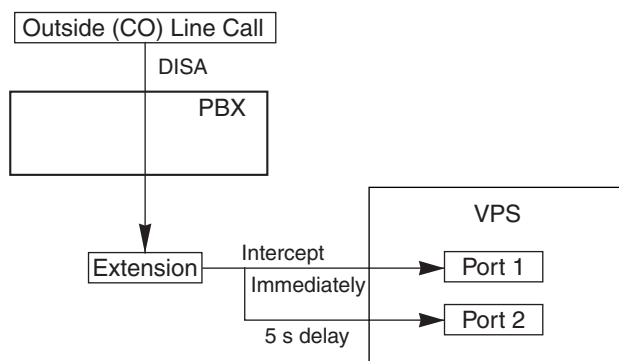 Outside (CO) Line Call
DISA
PBX
VPS
Extension
Intercept
Immediately
Port 1
5 s delay
Port 2